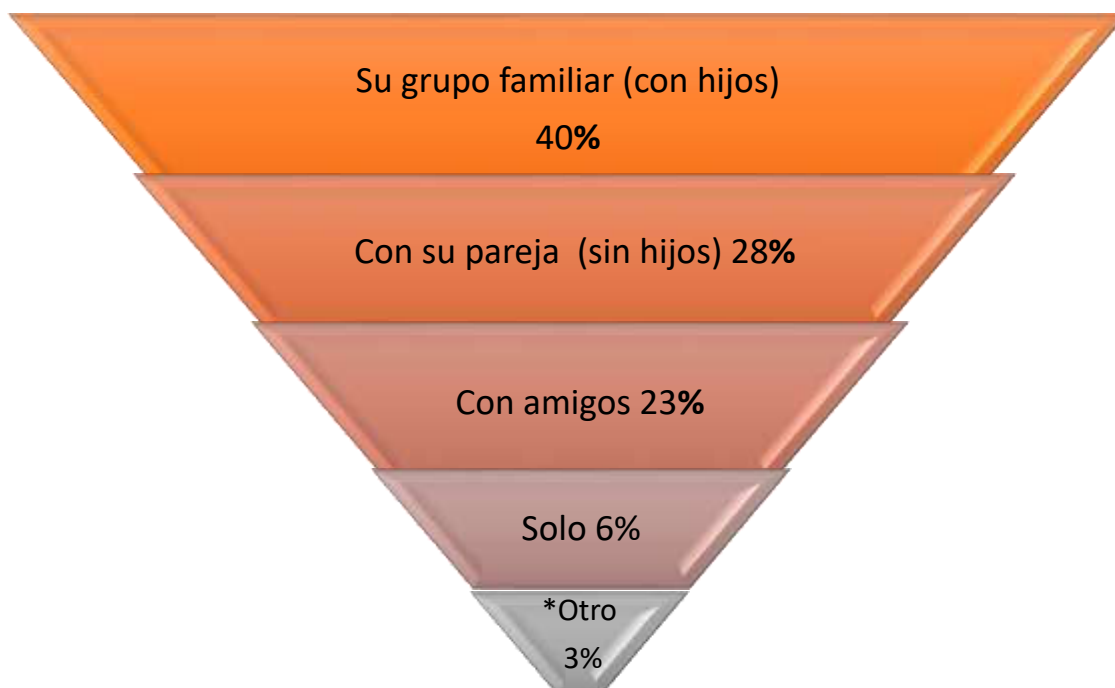 Su grupo familiar (con hijos)
40%
Con su pareja  (sin hijos) 28%
Con amigos 23%
Solo 6%
*Otro
3%